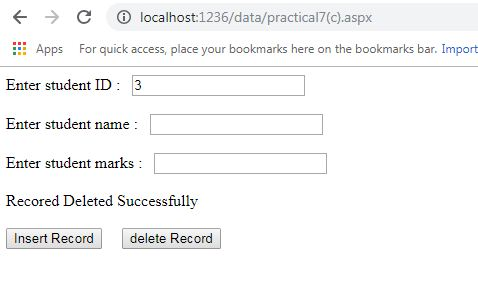 localhost:1236/data/practical7(c).aspx
Apps For quick access, place your bookmarks here on the bookmarks bar. Import
Enter student ID : 3
Enter student name :
Enter student marks :
Recored Deleted Successfully
Insert Record delete Record